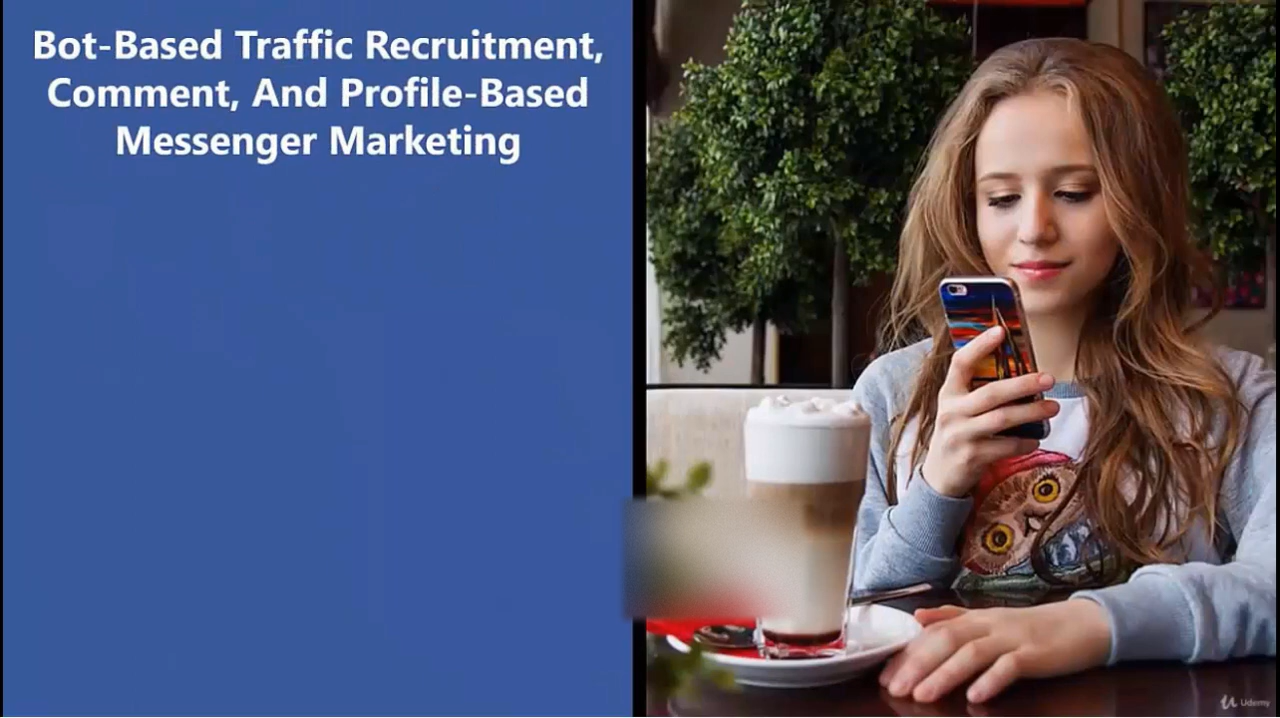 Bot-Based Traffic Recruitment,
Comment, And Profile-Based
Messenger Marketing
Udemy